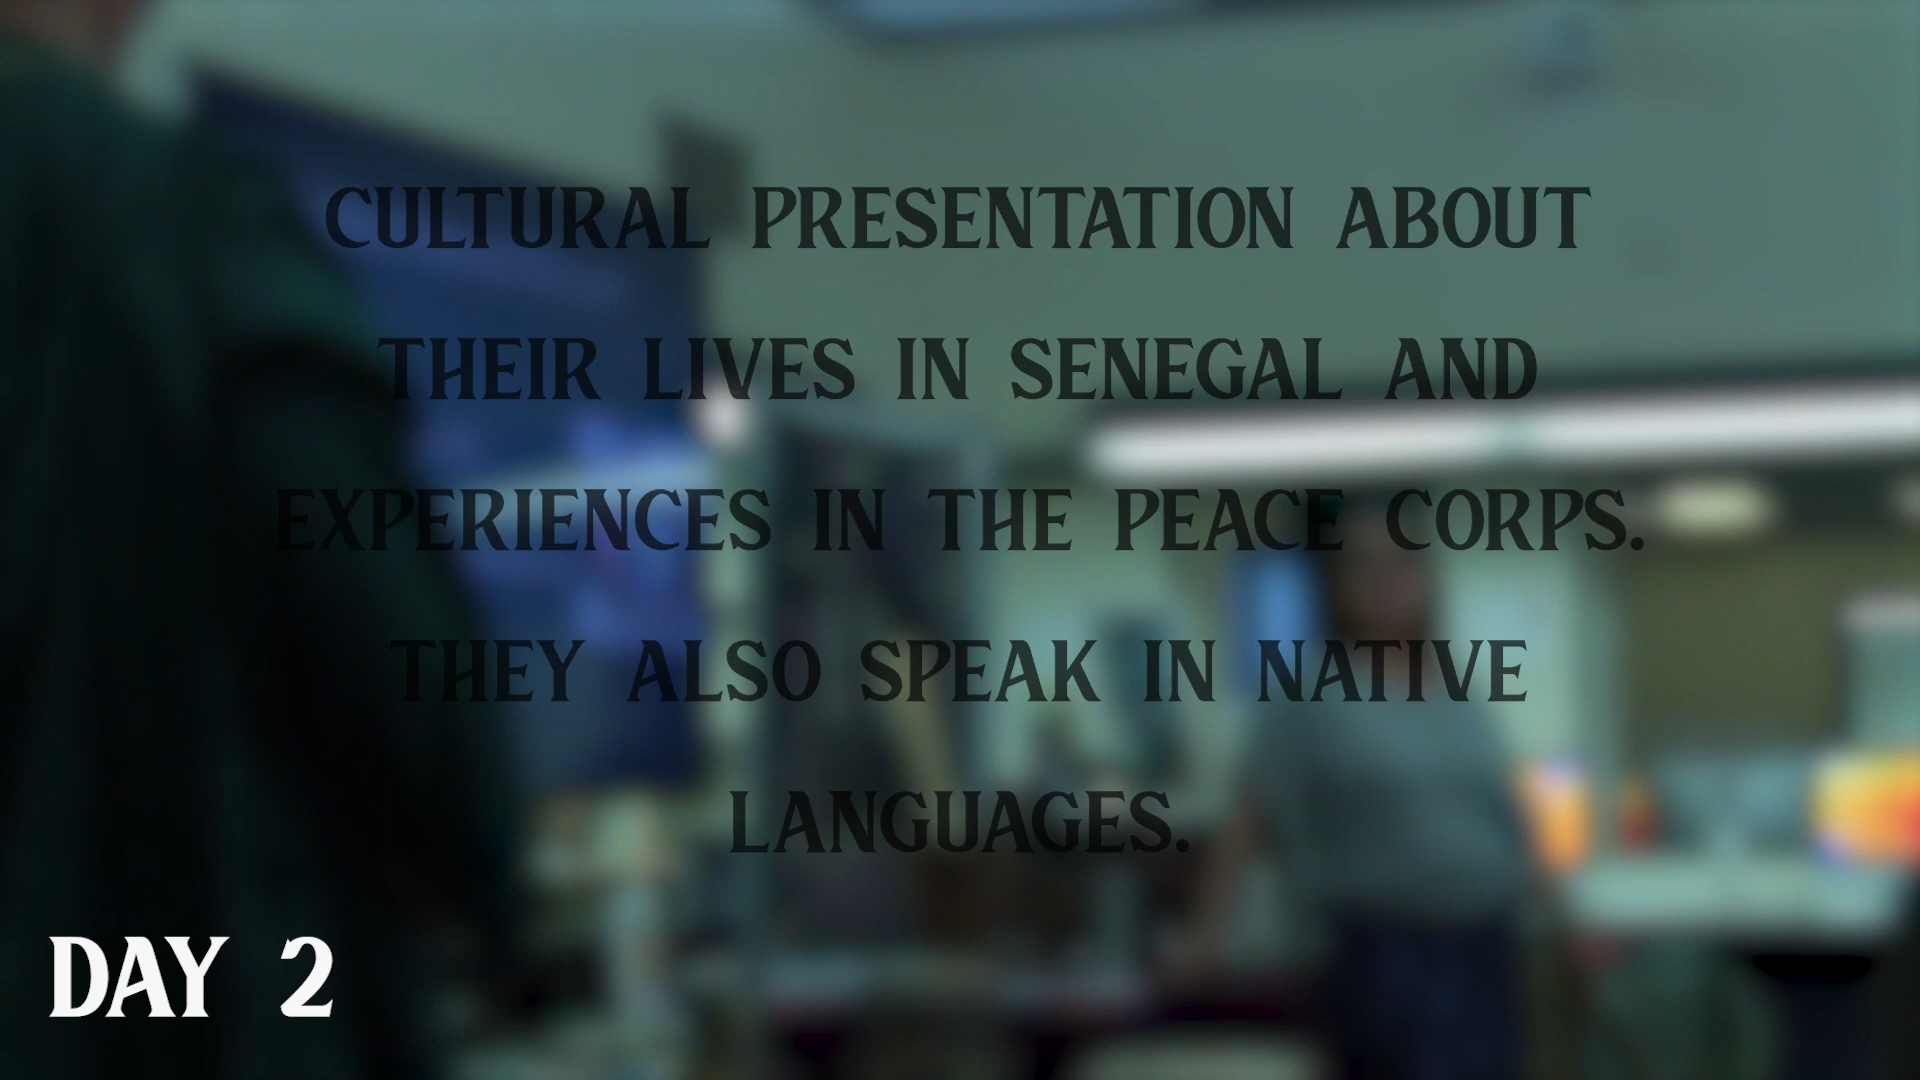 CULTURAL PRESENTATION ABOUT
THEIR LIVES IN SENEGAL AND
EXPERIENCES IN THE PEACE CORPS.
THEY ALSO SPEAK IN NATIVE
LANGUAGES.
DAY 2